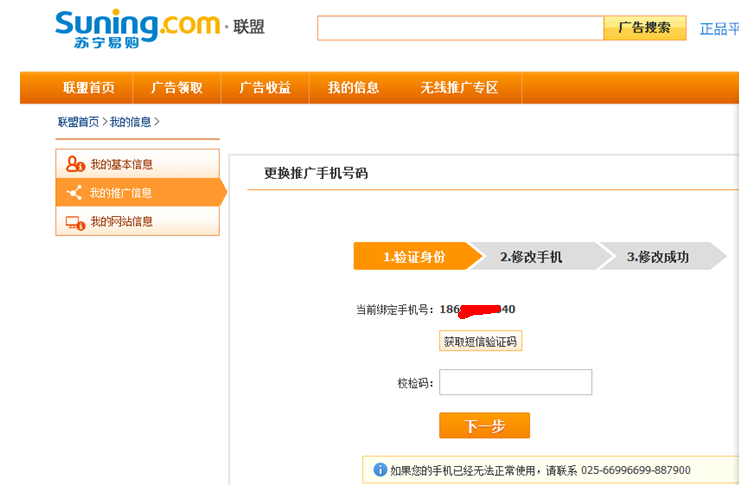 Suning.com·联盟
苏宁易购
广告搜索
正品平
联盟首页
广告领取
广告收益
我的信息
无线推广专区
联盟首页 > 我的信息 >
我的基本信息
我的推广信息
我的网站信息
更换推广手机号码
1.验证身份
2.修改手机
3.修改成功
当前绑定手机号: 186 40
获取短信验证码
校检码:
下一步
如果您的手机已经无法正常使用，请联系 025-66996699-887900